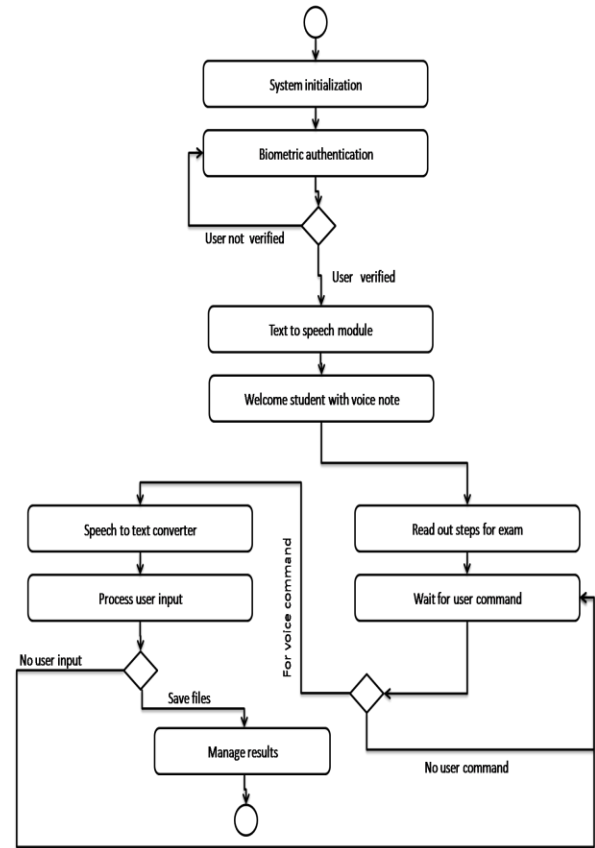 System initialization
Biometric authentication
User not verified
User verified
Text to speech module
Welcome student with voice note
Read out steps for exam
Wait for user command
No user command
For voice command
Speech to text converter
Process user input
No user input
Save files
Manage results